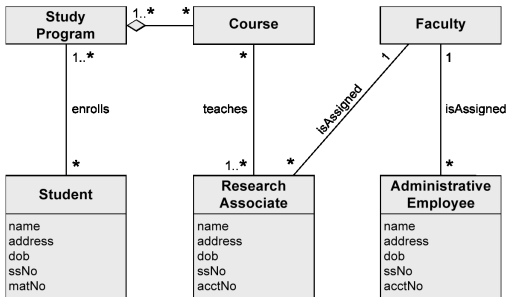 Study
Program
1..*
*
Course
Faculty
1..*
*
1
1
enrolls
teaches
isAssigned
isAssigned
*
1..*
*
*
Student
name
address
dob
ssNo
matNo
Research
Associate
name
address
dob
ssNo
acctNo
Administrative
Employee
name
address
dob
ssNo
acctNo